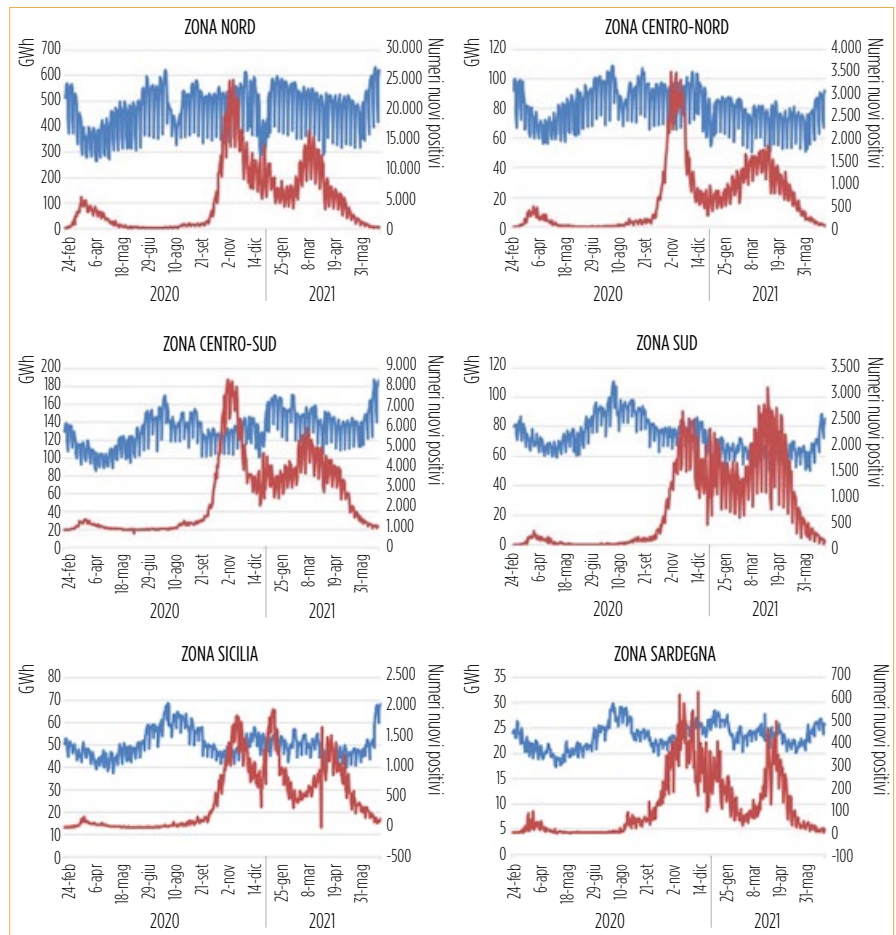 ZONA NORD
GWh
Numeri nuovi positivi
700
600
500
400
300
200
100
0
30.000
25.000
20.000
15.000
10.000
5.000
0
24-feb
6-apr
18-mag
29-giu
10-ago
21-set
2-nov
14-dic
25-gen
8-mar
19-apr
31-mag
2020
2021
ZONA CENTRO-NORD
GWh
Numeri nuovi positivi
120
100
80
60
40
20
0
4.000
3.500
3.000
2.500
2.000
1.500
1.000
500
0
24-feb
6-apr
18-mag
29-giu
10-ago
21-set
2-nov
14-dic
25-gen
8-mar
19-apr
31-mag
2020
2021
ZONA CENTRO-SUD
GWh
Numeri nuovi positivi
200
180
160
140
120
100
80
60
40
20
0
9.000
8.000
7.000
6.000
5.000
4.000
3.000
2.000
1.000
0
24-feb
6-apr
18-mag
29-giu
10-ago
21-set
2-nov
14-dic
25-gen
8-mar
19-apr
31-mag
2020
2021
ZONA SUD
GWh
Numeri nuovi positivi
120
100
80
60
40
20
0
3.500
3.000
2.500
2.000
1.500
1.000
500
0
24-feb
6-apr
18-mag
29-giu
10-ago
21-set
2-nov
14-dic
25-gen
8-mar
19-apr
31-mag
2020
2021
ZONA SICILIA
GWh
Numeri nuovi positivi
80
70
60
50
40
30
20
10
0
2.500
2.000
1.500
1.000
500
0
-500
24-feb
6-apr
18-mag
29-giu
10-ago
21-set
2-nov
14-dic
25-gen
8-mar
19-apr
31-mag
2020
2021
ZONA SARDEGNA
GWh
Numeri nuovi positivi
35
30
25
20
15
10
5
0
700
600
500
400
300
200
100
0
-100
24-feb
6-apr
18-mag
29-giu
10-ago
21-set
2-nov
14-dic
25-gen
8-mar
19-apr
31-mag
2020
2021